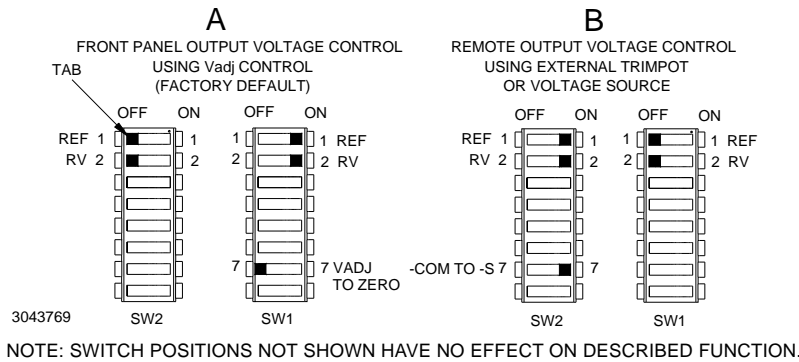 A
FRONT PANEL OUTPUT VOLTAGE CONTROL
USING Vadj CONTROL
(FACTORY DEFAULT)
TAB
OFF ON OFF ON
REF 1 1 1 1 REF
RV 2 2 2 2 RV
7 7 VADJ
TO ZERO
SW2 SW1
B
REMOTE OUTPUT VOLTAGE CONTROL
USING EXTERNAL TRIMPOT
OR VOLTAGE SOURCE
OFF ON OFF ON
REF 1 1 1 1 REF
RV 2 2 2 2 RV
-COM TO -S 7 7
SW2 SW1
3043769
NOTE: SWITCH POSITIONS NOT SHOWN HAVE NO EFFECT ON DESCRIBED FUNCTION.